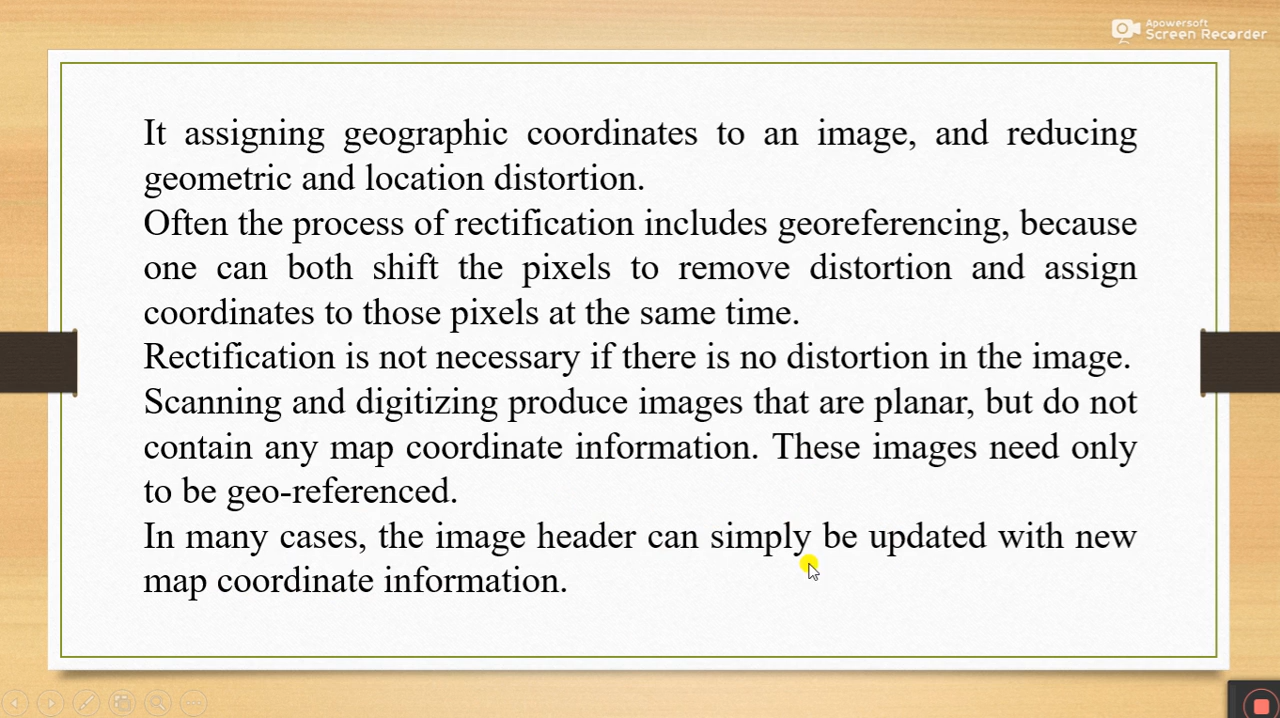 Apowersoft
Screen Recorder
It assigning geographic coordinates to an image, and reducing
geometric and location distortion.
Often the process of rectification includes georeferencing, because
one can both shift the pixels to remove distortion and assign
coordinates to those pixels at the same time.
Rectification is not necessary if there is no distortion in the image.
Scanning and digitizing produce images that are planar, but do not
contain any map coordinate information. These images need only
to be geo-referenced.
In many cases, the image header can simply be updated with new
map coordinate information.